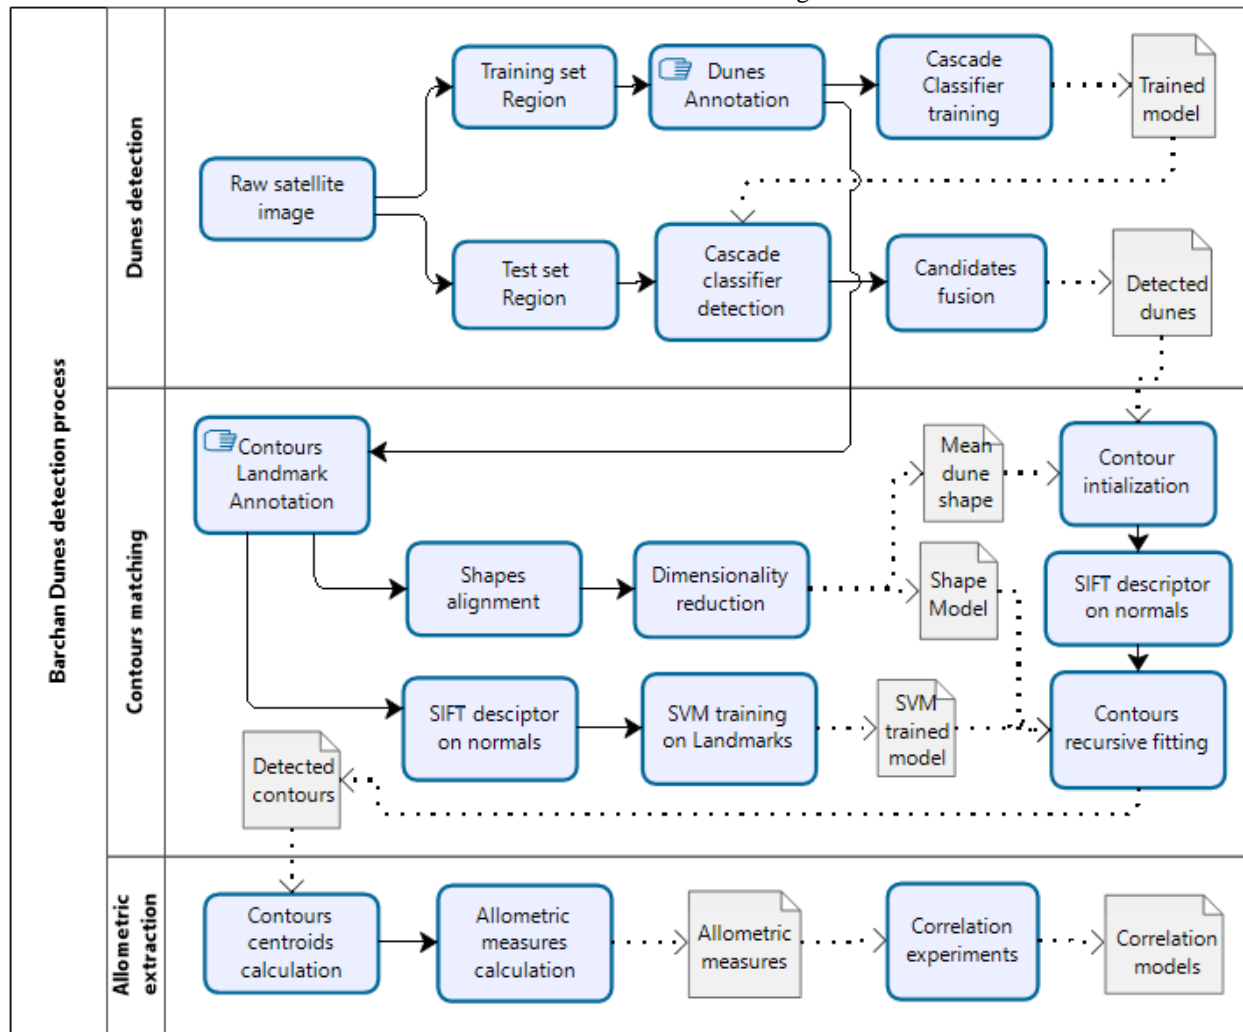 Barchan Dunes detection process
Dunes detection
Raw satellite
image
Training set
Region
Dunes
Annotation
Cascade
Classifier
training
Trained
model
Test set
Region
Cascade
classifier
detection
Candidates
fusion
Detected
dunes
Contours matching
Contours
Landmark
Annotation
Mean
dune
shape
Contour
intialization
Shapes
alignment
Dimensionality
reduction
Shape
Model
SIFT descriptor
on normals
SIFT desciptor
on normals
SVM training
on Landmarks
SVM
trained
model
Contours
recursive fitting
Detected
contours
Allometric
extraction
Contours
centroids
calculation
Allometric
measures
calculation
Allometric
measures
Correlation
experiments
Correlation
models